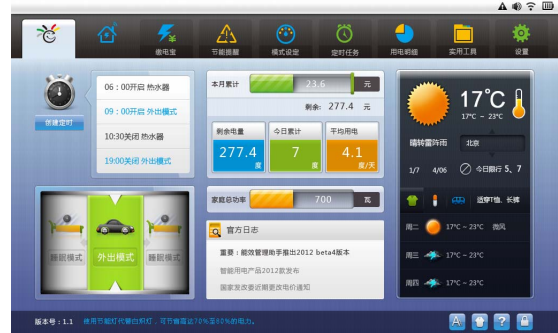 缴电宝
节能提醒
模式设定
定时任务
用电明细
实用工具
设置
创建定时
06：00开启 热水器
09：00开启 外出模式
10:30关闭 热水器
19:00关闭 外出模式
睡眠模式
外出模式
睡眠模式
本月累计
23.6
元
剩余: 277.4 元
剩余电量
277.4
度
今日累计
7
度
平均用电
4.1
度/天
家庭总功率
700
瓦
官方日志
重要：能效管理助手推出2012 beta4版本
智能用电产品2012款发布
国家发改委近期要改电价通知
17℃
17℃ ~ 23℃
晴转雷阵雨
北京
1/7
4/06
今日限行 5、7
适穿T恤、长裤
周二
17℃ ~ 23℃
微风
周三
17℃ ~ 23℃
周四
17℃ ~ 23℃
版本号：1.1
使用节能灯代替白炽灯，可节省高达70%至80%的电力。
A
?